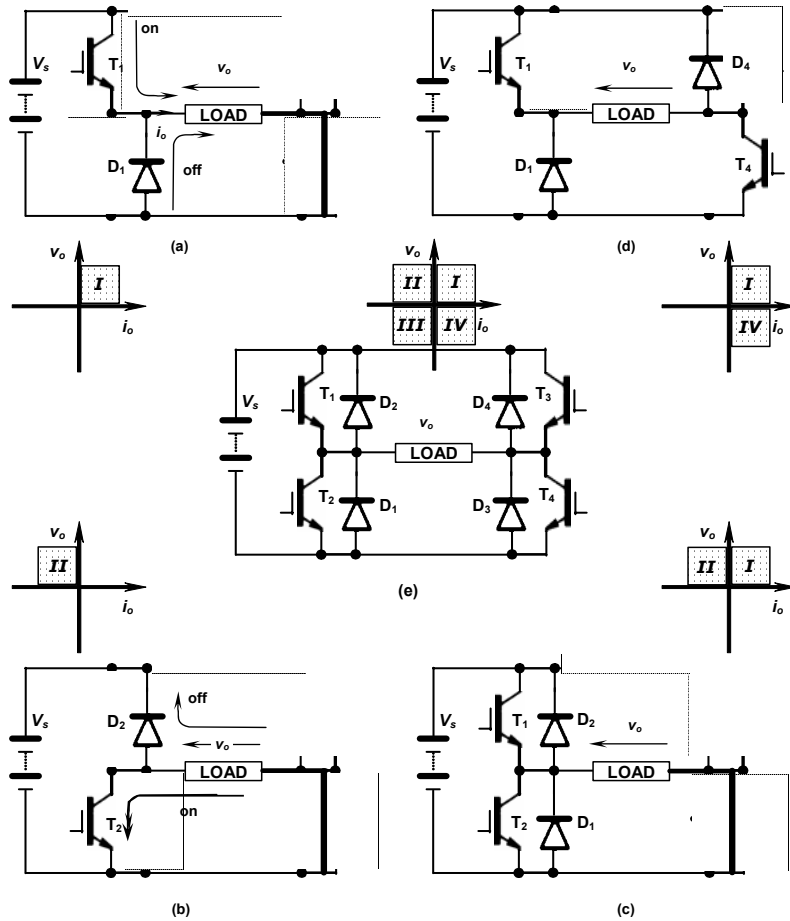 on
Vs
T1
vo
LOAD
io
D1
off
(a)
Vs
T1
vo
D4
LOAD
D1
T4
(d)
vo
I
io
vo
II
I
III
IV
io
vo
I
IV
io
Vs
T1
D2
vo
D4
T3
LOAD
T2
D1
D3
T4
(e)
vo
II
io
vo
II
I
io
off
Vs
D2
vo
LOAD
on
T2
(b)
Vs
T1
D2
vo
LOAD
T2
D1
(c)